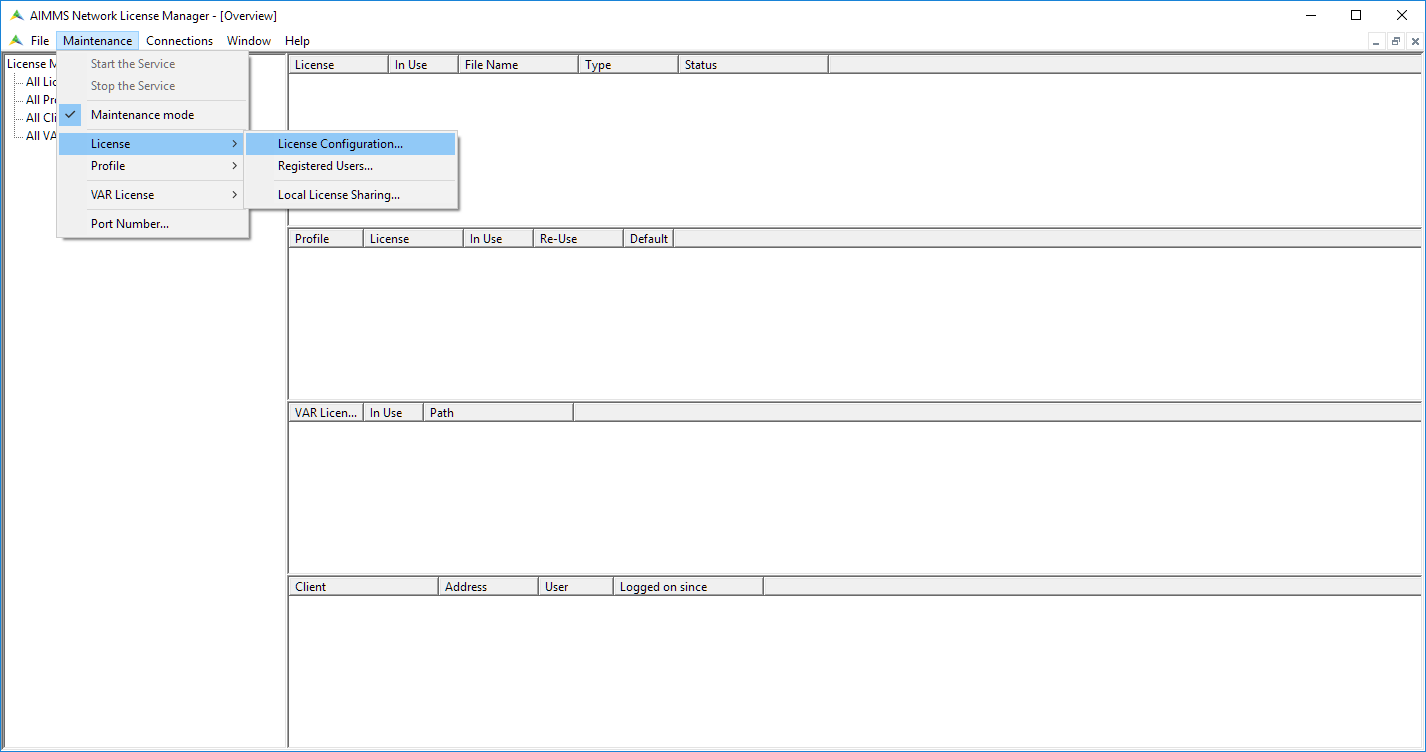 AIMMS Network License Manager - [Overview]
File Maintenance Connections Window Help
License M
All Lic
All Pr
All Cli
All VA
Start the Service
Stop the Service
Maintenance mode
License
Profile
VAR License
Port Number...
License Configuration...
Registered Users...
Local License Sharing...
License In Use File Name Type Status
Profile License In Use Re-Use Default
VAR Licen... In Use Path
Client Address User Logged on since